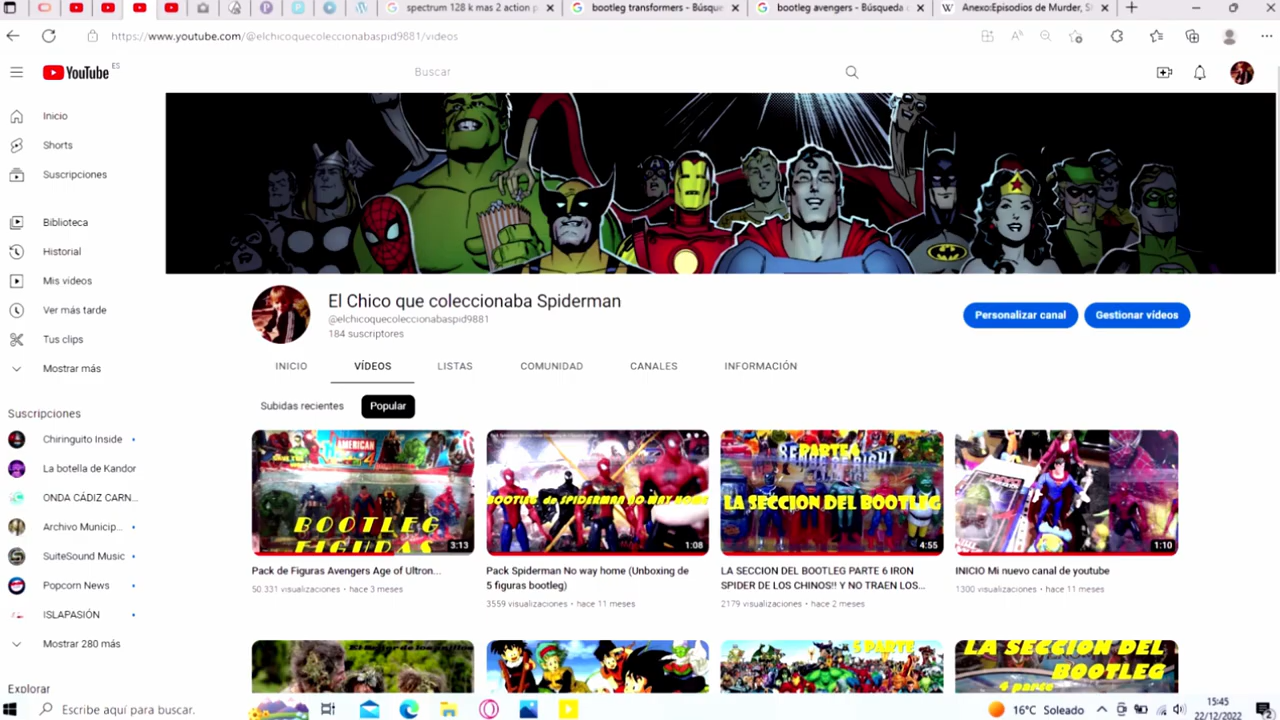 spectrum 128 k mas 2 action p
bootleg transformers - Búsque
bootleg avengers - Búsqueda
Anexo:Episodios de Murder, S
https://www.youtube.com/@elchicoquecoleccionabaspid9881/videos
YouTube ES
Buscar
Inicio
Shorts
Suscripciones
Biblioteca
Historial
Mis videos
Ver más tarde
Tus clips
Mostrar más
Suscripciones
Chiringuito Inside
La botella de Kandor
ONDA CÁDIZ CARN...
Archivo Municip...
SuiteSound Music
Popcorn News
ISLAPASIÓN
Mostrar 280 más
Explorar
El Chico que coleccionaba Spiderman
@elchicoquecoleccionabaspid9881
184 suscriptores
Personalizar canal
Gestionar vídeos
INICIO
VÍDEOS
LISTAS
COMUNIDAD
CANALES
INFORMACIÓN
Subidas recientes
Popular
AMERICAN
BOOTLEG
FIGURAS
3:13
BOOTLEG de SPIDERMAN NO WAY HOME
1:08
PARTE 6
LA SECCION DEL BOOTLEG
4:55
1:10
Pack de Figuras Avengers Age of Ultron...
50.331 visualizaciones • hace 3 meses
Pack Spiderman No way home (Unboxing de
5 figuras bootleg)
3559 visualizaciones • hace 11 meses
LA SECCION DEL BOOTLEG PARTE 6 IRON
SPIDER DE LOS CHINOS!! Y NO TRAEN LOS...
2179 visualizaciones • hace 2 meses
INICIO Mi nuevo canal de youtube
1300 visualizaciones • hace 11 meses
5 PARTE
LA SECCION DEL
BOOTLEG
4 parte
Escribe aquí para buscar.
16°C Soleado
15:45
22/12/2022